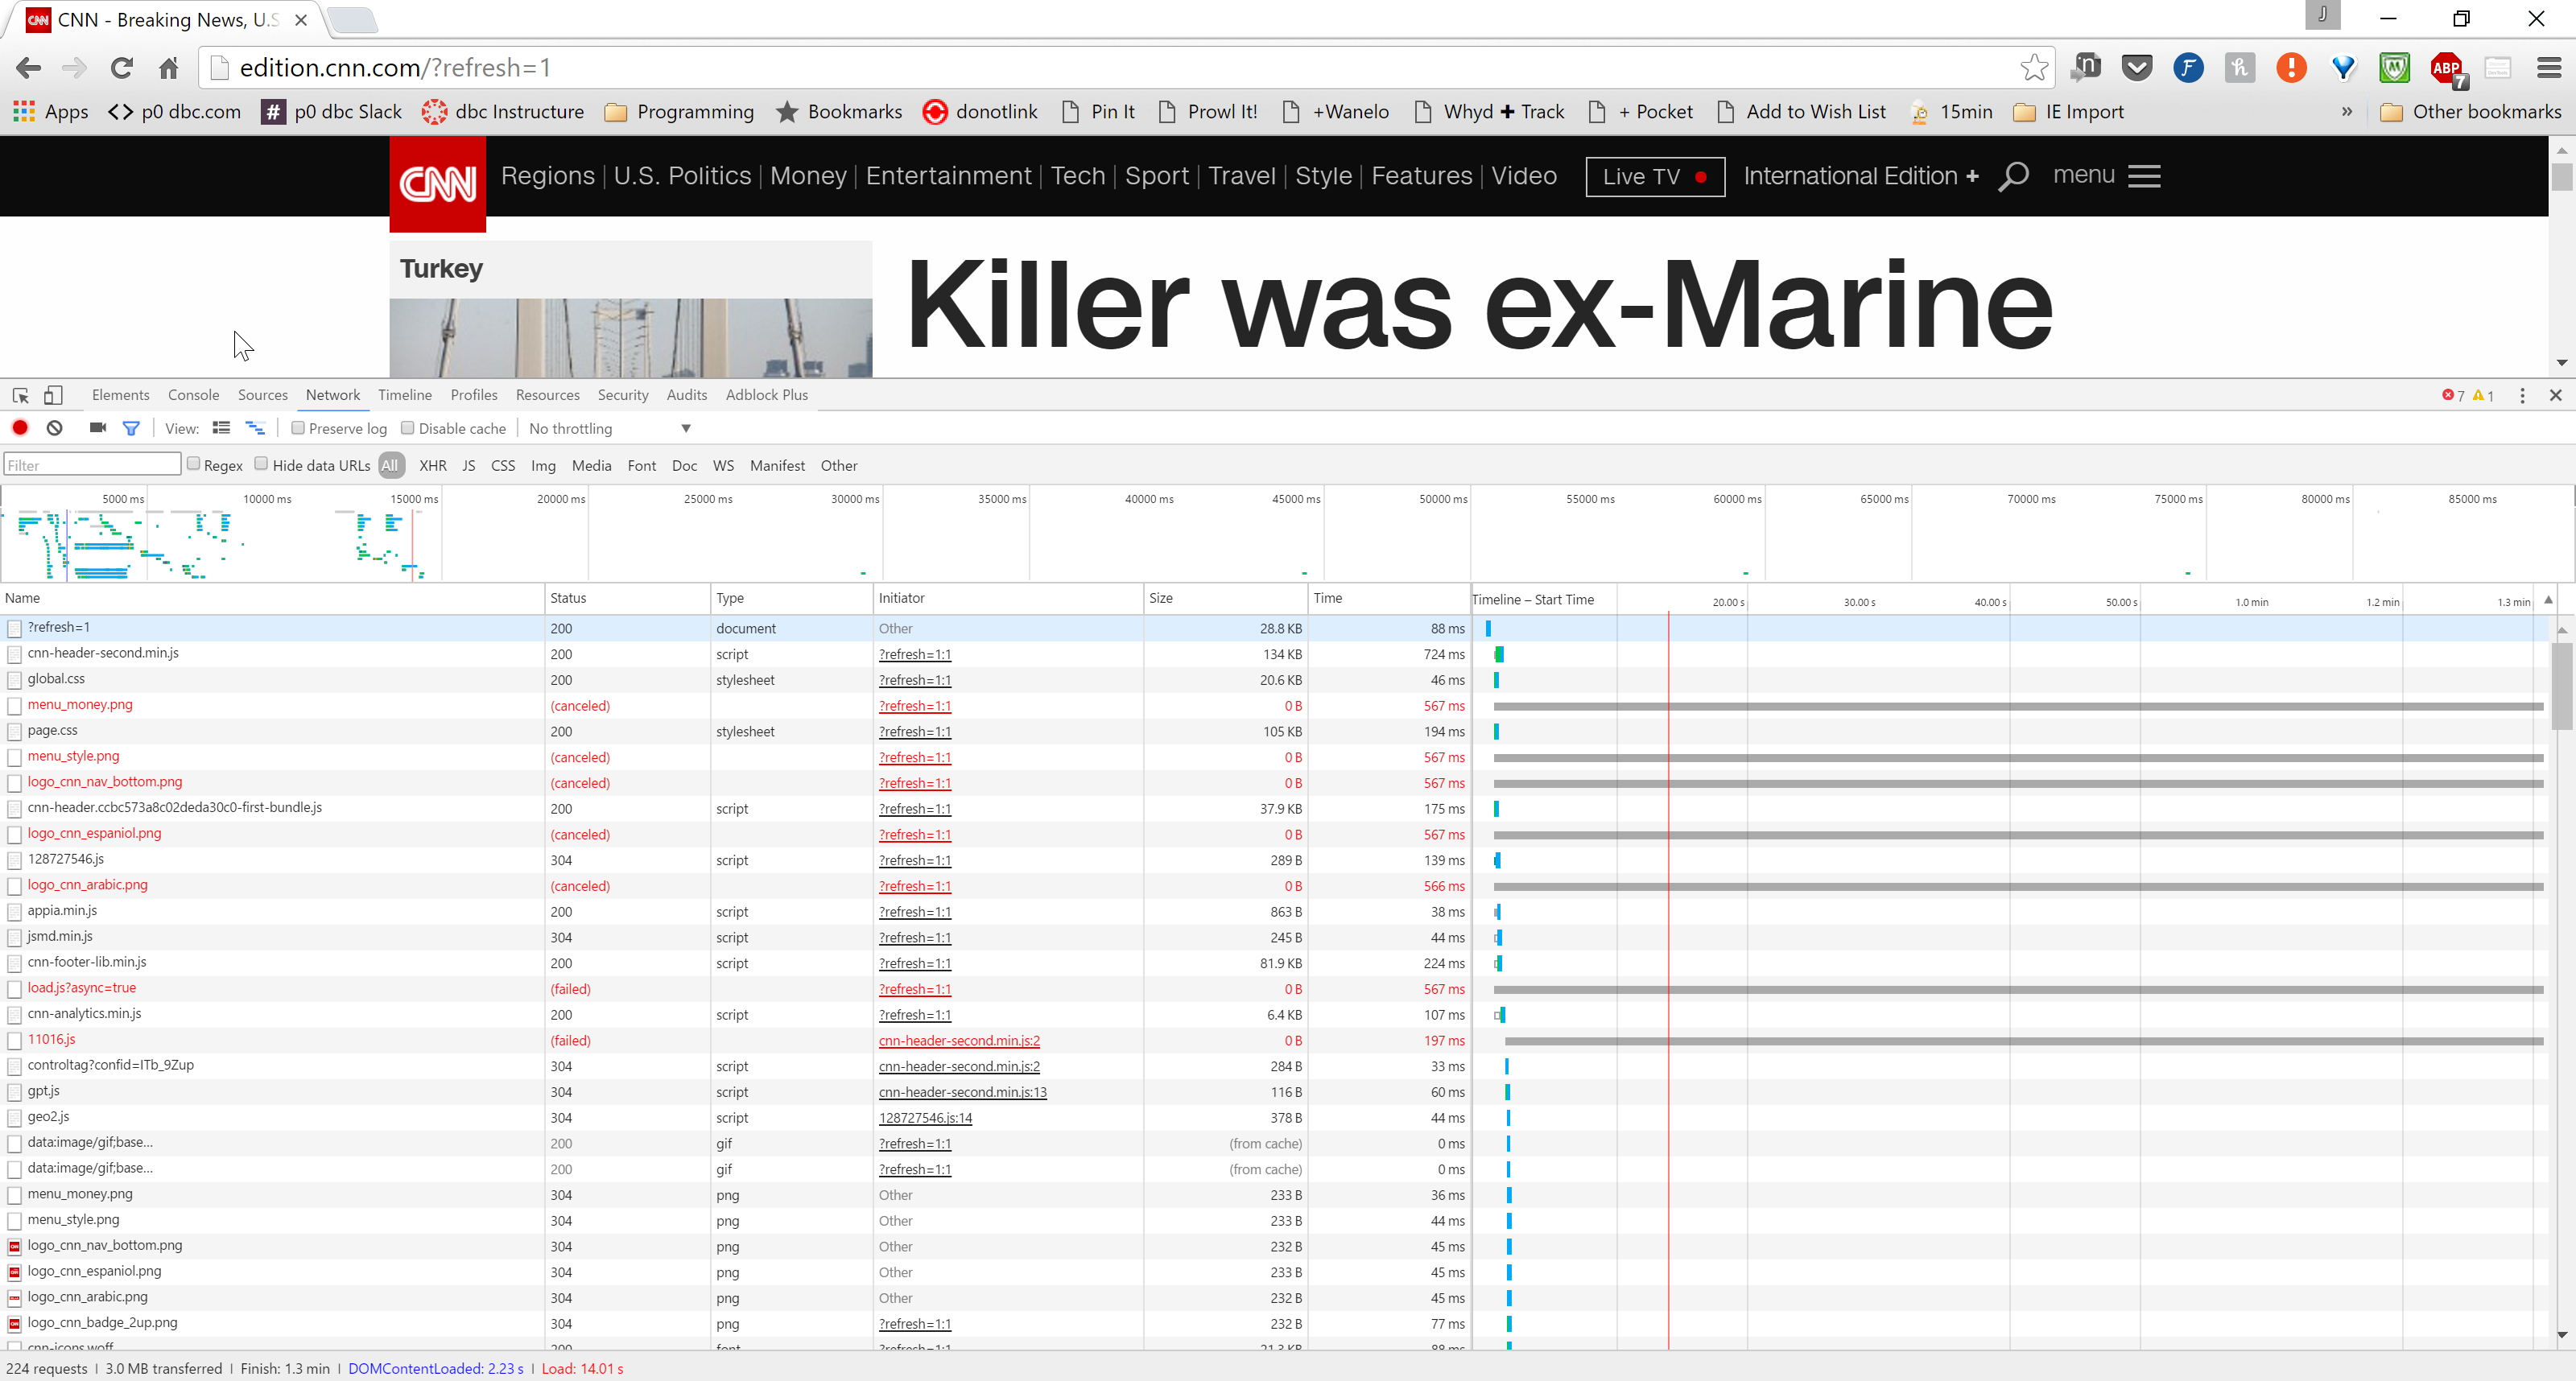 CNN - Breaking News, U.S
J
edition.cnn.com/?refresh=1
ABP
7
Apps <> p0 dbc.com # p0 dbc Slack dbc Instructure Programming Bookmarks donotlink Pin It Prowl It! +Wanelo Whyd + Track + Pocket Add to Wish List 15min IE Import » Other bookmarks
CNN Regions | U.S. Politics | Money | Entertainment | Tech | Sport | Travel | Style | Features | Video Live TV International Edition + menu
Turkey
Killer was ex-Marine
Elements Console Sources Network Timeline Profiles Resources Security Audits Adblock Plus 7 1
View: Preserve log Disable cache No throttling
Filter Regex Hide data URLs All XHR JS CSS Img Media Font Doc WS Manifest Other
5000 ms 10000 ms 15000 ms 20000 ms 25000 ms 30000 ms 35000 ms 40000 ms 45000 ms 50000 ms 55000 ms 60000 ms 65000 ms 70000 ms 75000 ms 80000 ms 85000 ms
Name Status Type Initiator Size Time Timeline – Start Time 20.00 s 30.00 s 40.00 s 50.00 s 1.0 min 1.2 min 1.3 min
?refresh=1 200 document Other 28.8 KB 88 ms
cnn-header-second.min.js 200 script ?refresh=1:1 134 KB 724 ms
global.css 200 stylesheet ?refresh=1:1 20.6 KB 46 ms
menu_money.png (canceled) ?refresh=1:1 0 B 567 ms
page.css 200 stylesheet ?refresh=1:1 105 KB 194 ms
menu_style.png (canceled) ?refresh=1:1 0 B 567 ms
logo_cnn_nav_bottom.png (canceled) ?refresh=1:1 0 B 567 ms
cnn-header.ccbc573a8c02deda30c0-first-bundle.js 200 script ?refresh=1:1 37.9 KB 175 ms
logo_cnn_espaniol.png (canceled) ?refresh=1:1 0 B 567 ms
128727546.js 304 script ?refresh=1:1 289 B 139 ms
logo_cnn_arabic.png (canceled) ?refresh=1:1 0 B 566 ms
appia.min.js 200 script ?refresh=1:1 863 B 38 ms
jsmd.min.js 304 script ?refresh=1:1 245 B 44 ms
cnn-footer-lib.min.js 200 script ?refresh=1:1 81.9 KB 224 ms
load.js?async=true (failed) ?refresh=1:1 0 B 567 ms
cnn-analytics.min.js 200 script ?refresh=1:1 6.4 KB 107 ms
11016.js (failed) cnn-header-second.min.js:2 0 B 197 ms
controltag?confid=ITb_9Zup 304 script cnn-header-second.min.js:2 284 B 33 ms
gpt.js 304 script cnn-header-second.min.js:13 116 B 60 ms
geo2.js 304 script 128727546.js:14 378 B 44 ms
data:image/gif;base... 200 gif ?refresh=1:1 (from cache) 0 ms
data:image/gif;base... 200 gif ?refresh=1:1 (from cache) 0 ms
menu_money.png 304 png Other 233 B 36 ms
menu_style.png 304 png Other 233 B 44 ms
logo_cnn_nav_bottom.png 304 png Other 232 B 45 ms
logo_cnn_espaniol.png 304 png Other 233 B 45 ms
logo_cnn_arabic.png 304 png Other 232 B 45 ms
logo_cnn_badge_2up.png 304 png ?refresh=1:1 232 B 77 ms
cnn-icons.woff 200 font ?refresh=1:1 21.3 KB 88 ms
224 requests | 3.0 MB transferred | Finish: 1.3 min | DOMContentLoaded: 2.23 s | Load: 14.01 s